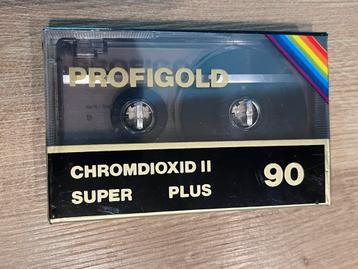 PROFIGOLD
CHROMDIOXID II
SUPER PLUS
90